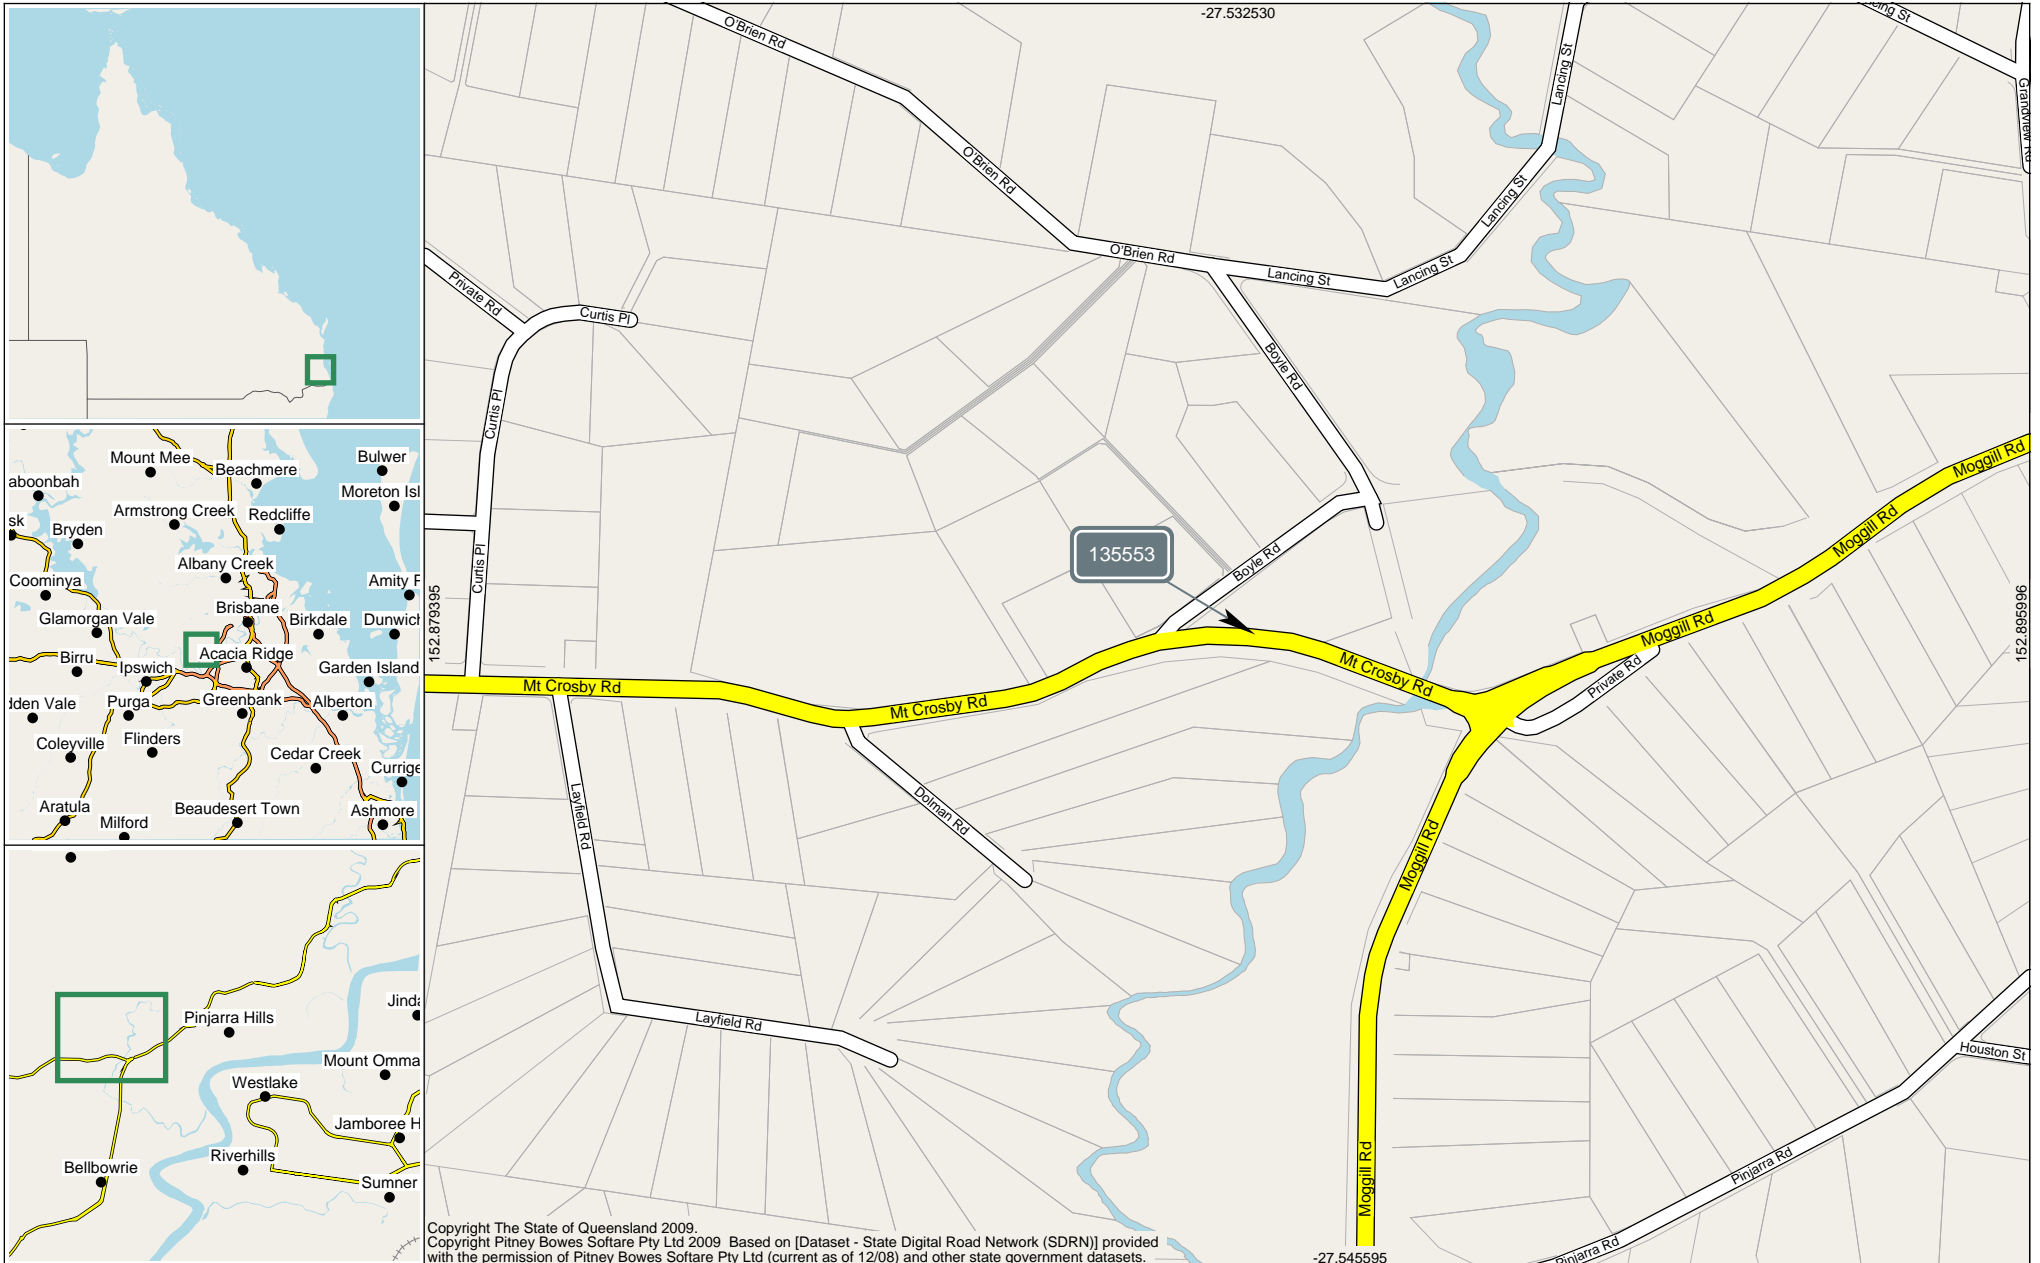 -27.532530
O'Brien Rd
O'Brien Rd
O'Brien Rd
Lancing St
Lancing St
Lancing St
Lancing St
Grandview Rd
Private Rd
Curtis Pl
Curtis Pl
Curtis Pl
Boyle Rd
Boyle Rd
135553
152.879395
152.895996
Moggill Rd
Moggill Rd
Moggill Rd
Private Rd
Mt Crosby Rd
Mt Crosby Rd
Mt Crosby Rd
Layfield Rd
Layfield Rd
Dolman Rd
Moggill Rd
Moggill Rd
Houston St
Pinjarra Rd
Pinjarra Rd
-27.545595
Mount Mee
Beachmere
Bulwer
aboonbah
Moreton Isl
Armstrong Creek
Redcliffe
sk
Bryden
Albany Creek
Coominya
Amity P
Brisbane
Glamorgan Vale
Birkdale
Dunwich
Birru
Ipswich
Acacia Ridge
Garden Island
dden Vale
Purga
Greenbank
Alberton
Coleyville
Flinders
Cedar Creek
Currige
Aratula
Milford
Beaudesert Town
Ashmore
Pinjarra Hills
Jinda
Mount Omma
Westlake
Jamboree H
Bellbowrie
Riverhills
Sumner
Copyright The State of Queensland 2009.
Copyright Pitney Bowes Softare Pty Ltd 2009 Based on [Dataset - State Digital Road Network (SDRN)] provided
with the permission of Pitney Bowes Softare Pty Ltd (current as of 12/08) and other state government datasets.